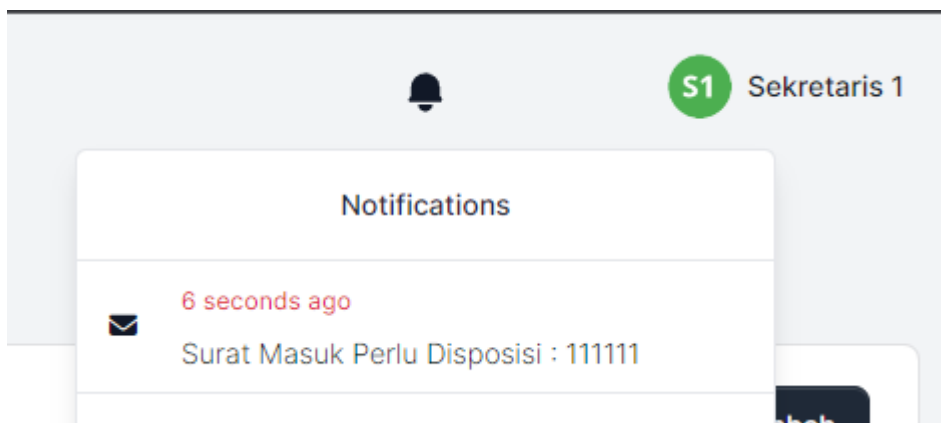 S1 Sekretaris 1
Notifications
6 seconds ago
Surat Masuk Perlu Disposisi : 111111